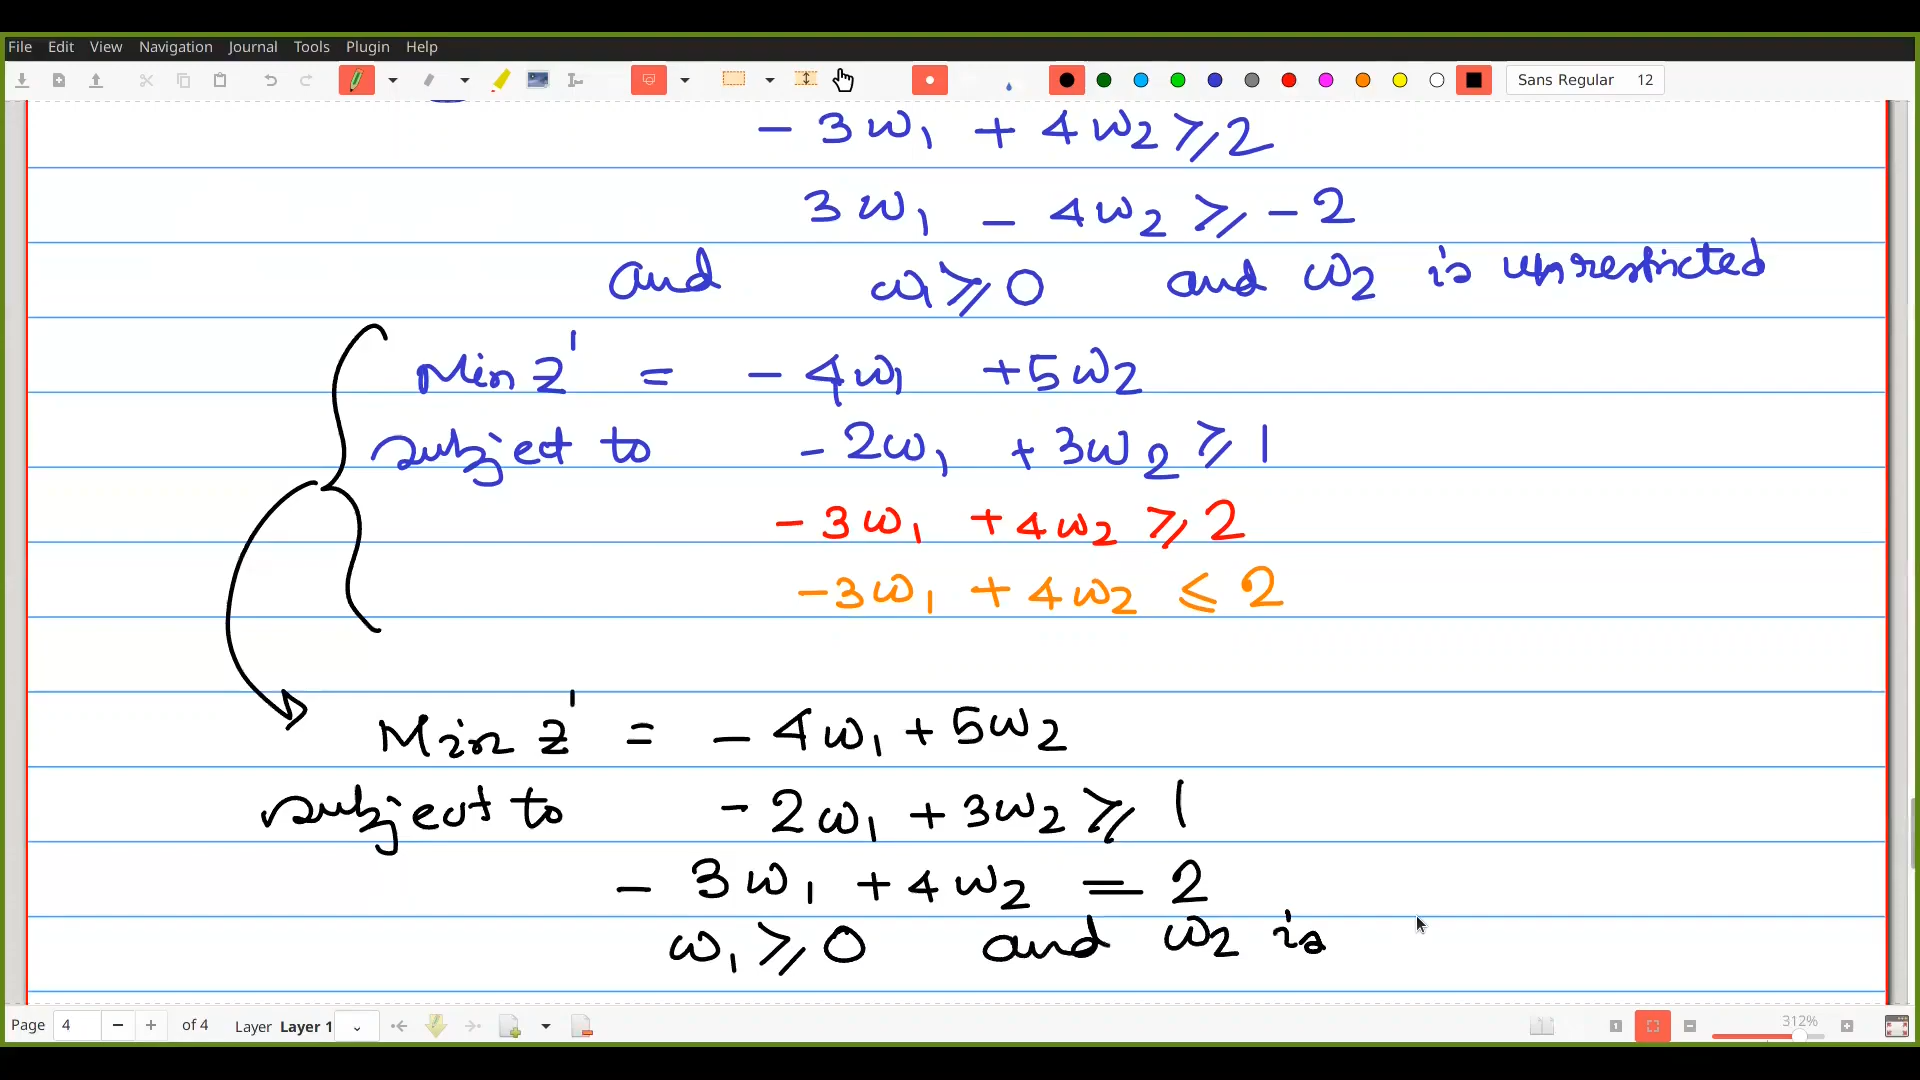 File Edit View Navigation Journal Tools Plugin Help
Sans Regular 12
- 3w₁ + 4w₂ ≥ 2
3w₁ - 4w₂ ≥ - 2
and w₁ ≥ 0 and w₂ is unrestricted
Min Z' = - 4w₁ + 5w₂
subject to - 2w₁ + 3w₂ ≥ 1
- 3w₁ + 4w₂ ≥ 2
- 3w₁ + 4w₂ ≤ 2
Min Z' = - 4w₁ + 5w₂
subject to - 2w₁ + 3w₂ ≥ 1
- 3w₁ + 4w₂ = 2
w₁ ≥ 0 and w₂ is
Page 4 - + of 4 Layer Layer 1 312%